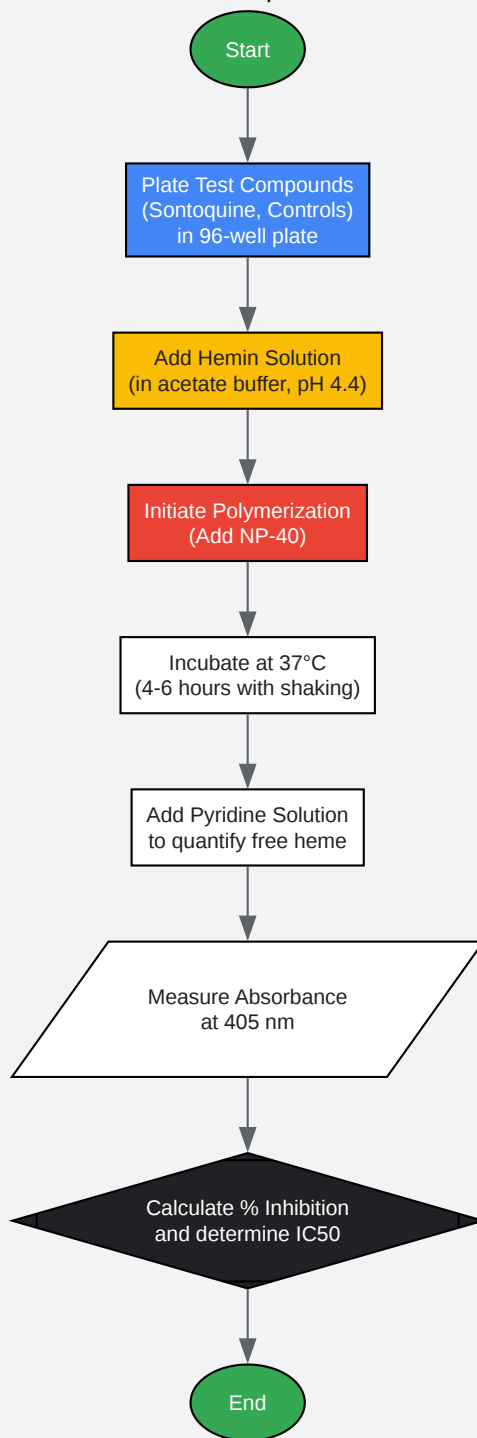 Start
Plate Test Compounds
(Sontoquine, Controls)
in 96-well plate
Add Hemin Solution
(in acetate buffer, pH 4.4)
Initiate Polymerization
(Add NP-40)
Incubate at 37°C
(4-6 hours with shaking)
Add Pyridine Solution
to quantify free heme
Measure Absorbance
at 405 nm
Calculate % Inhibition
and determine IC50
End